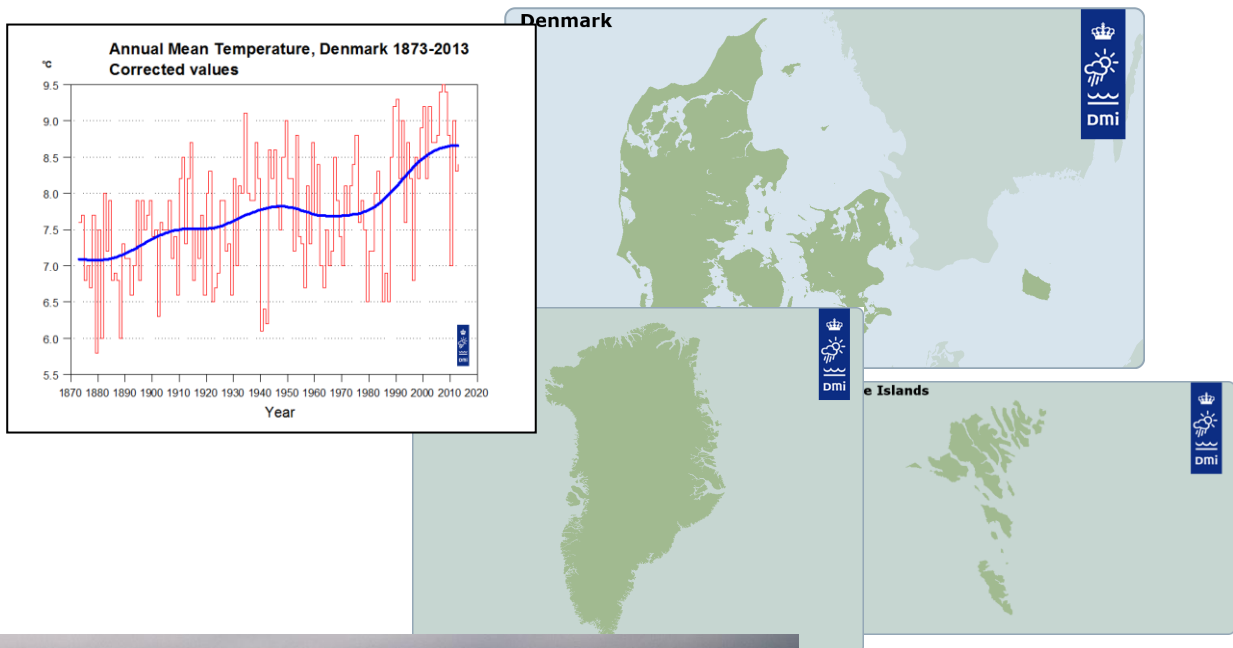 Annual Mean Temperature, Denmark 1873-2013
Corrected values
°C
9.5
9.0
8.5
8.0
7.5
7.0
6.5
6.0
5.5
1870 1880 1890 1900 1910 1920 1930 1940 1950 1960 1970 1980 1990 2000 2010 2020
Year
Denmark
DMi
DMi
e Islands
DMi